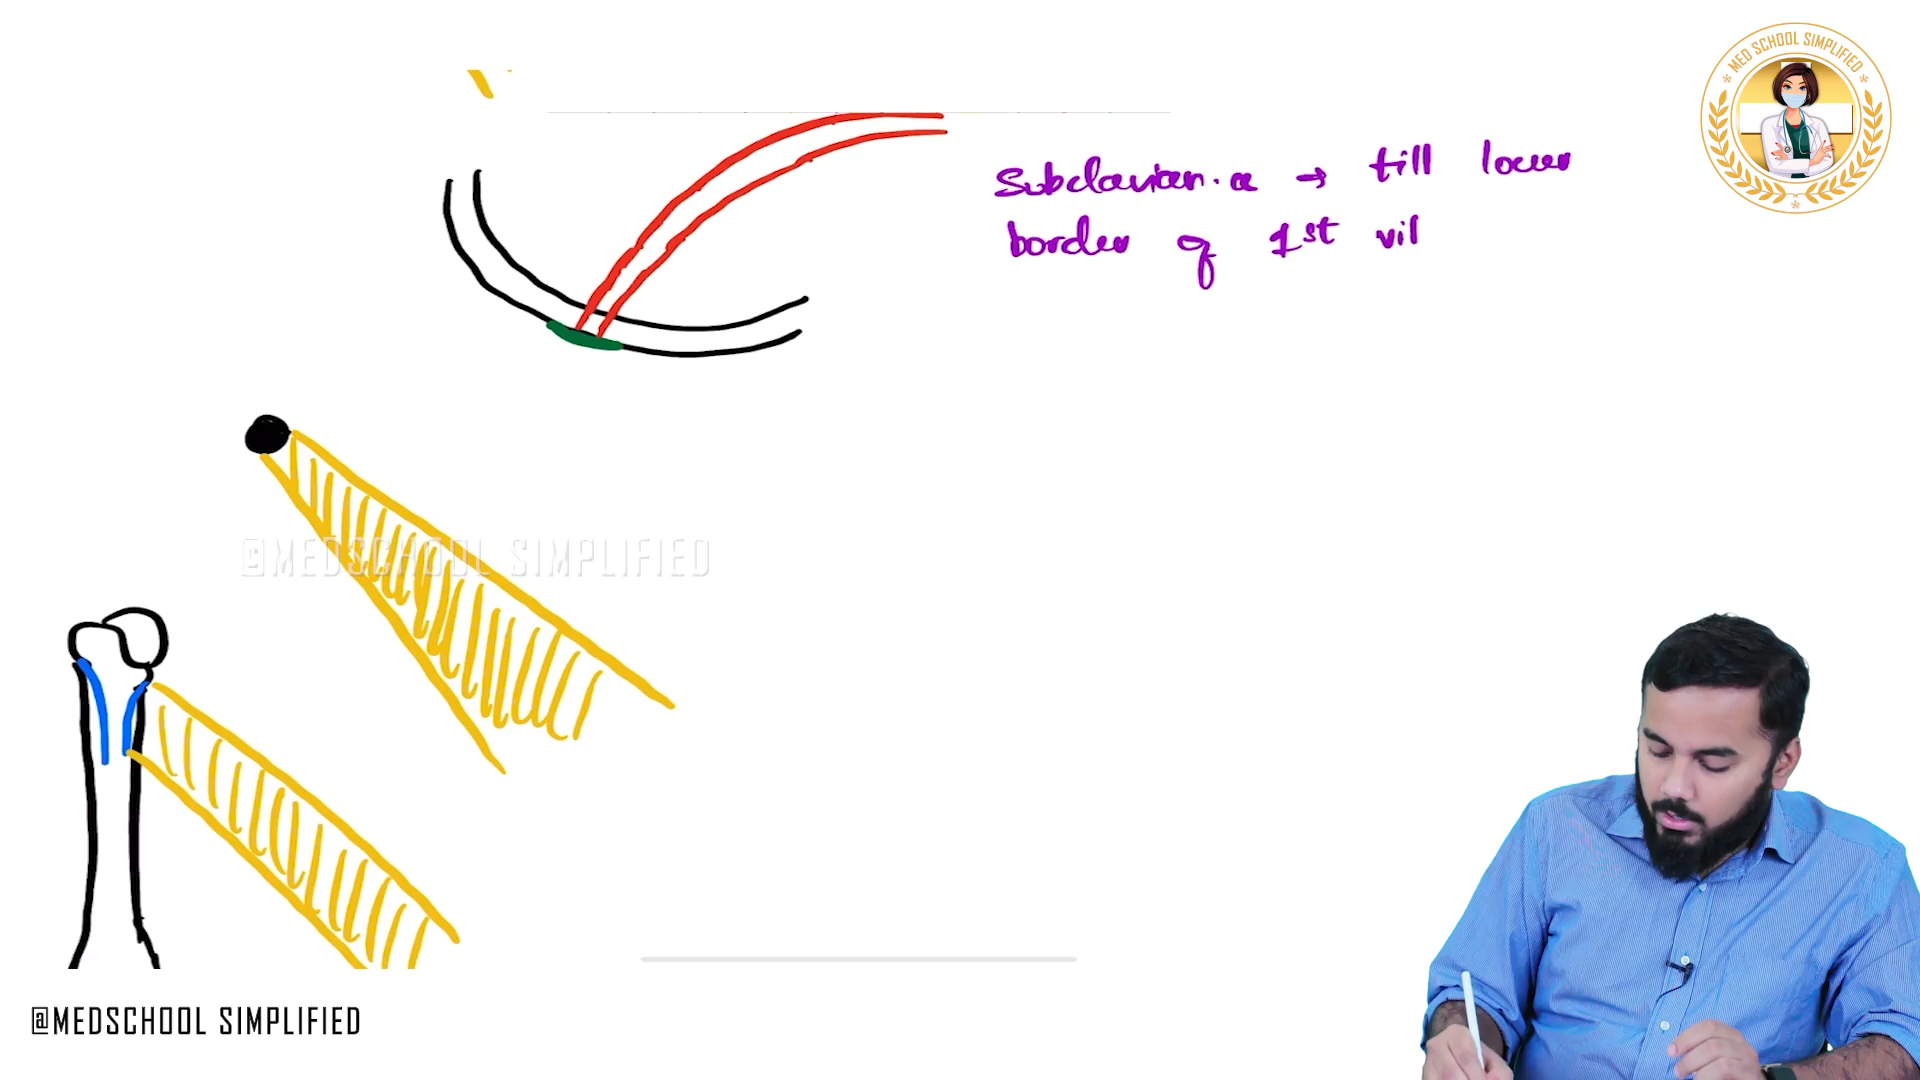 MED SCHOOL SIMPLIFIED
Subclavian.a → till lower
border of 1st rib
@MEDSCHOOL SIMPLIFIED
@MEDSCHOOL SIMPLIFIED